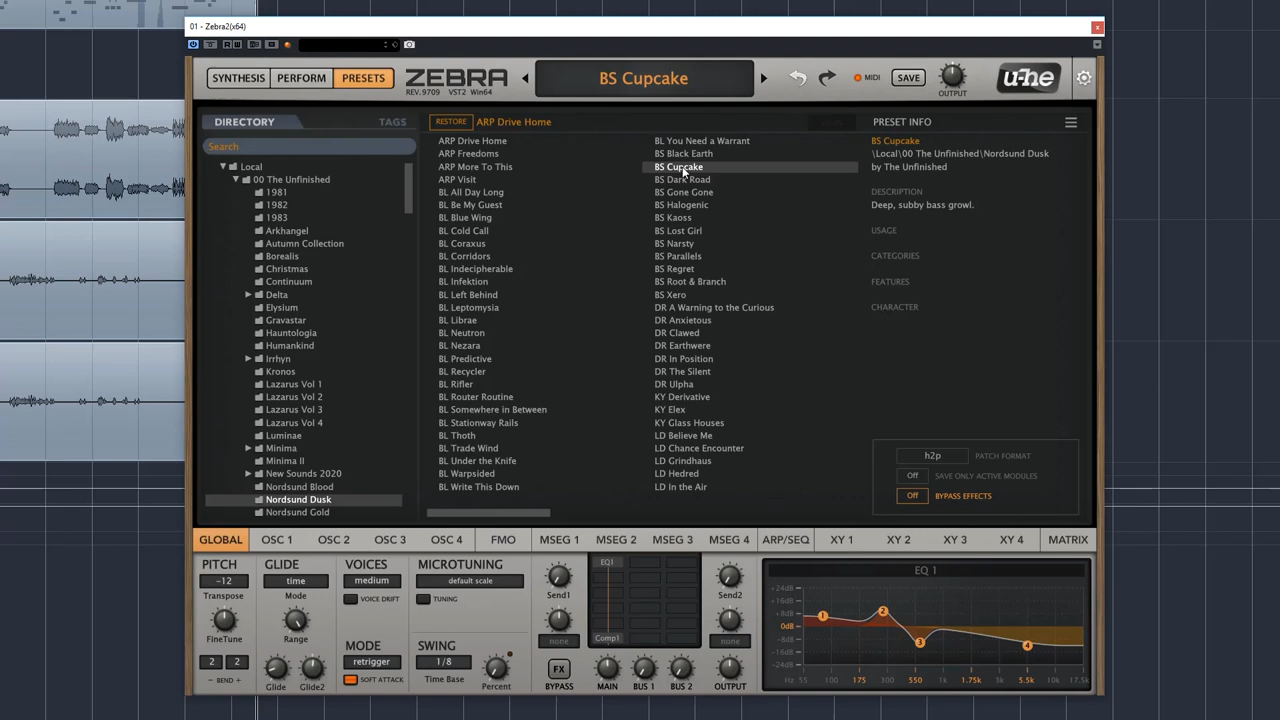 01 - Zebra2(x64)
x
SYNTHESIS PERFORM PRESETS
ZEBRA
REV. 9709 VST2 Win64
BS Cupcake
MIDI
SAVE
OUTPUT
u-he
DIRECTORY
TAGS
Search
Local
00 The Unfinished
1981
1982
1983
Arkhangel
Autumn Collection
Borealis
Christmas
Continuum
Delta
Elysium
Gravastar
Hauntologia
Humankind
Irrhyn
Kronos
Lazarus Vol 1
Lazarus Vol 2
Lazarus Vol 3
Lazarus Vol 4
Luminae
Minima
Minima II
New Sounds 2020
Nordsund Blood
Nordsund Dusk
Nordsund Gold
RESTORE ARP Drive Home
ARP Drive Home
ARP Freedoms
ARP More To This
ARP Visit
BL All Day Long
BL Be My Guest
BL Blue Wing
BL Cold Call
BL Coraxus
BL Corridors
BL Indecipherable
BL Infektion
BL Left Behind
BL Leptomysia
BL Librae
BL Neutron
BL Nezara
BL Predictive
BL Recycler
BL Rifler
BL Router Routine
BL Somewhere in Between
BL Stationway Rails
BL Thoth
BL Trade Wind
BL Under the Knife
BL Warpsided
BL Write This Down
BL You Need a Warrant
BS Black Earth
BS Cupcake
BS Dark Road
BS Gone Gone
BS Halogenic
BS Kaoss
BS Lost Girl
BS Narsty
BS Parallels
BS Regret
BS Root & Branch
BS Xero
DR A Warning to the Curious
DR Anxious
DR Clawed
DR Earthwere
DR In Position
DR The Silent
DR Ulpha
KY Derivative
KY Elex
KY Glass Houses
LD Believe Me
LD Chance Encounter
LD Grindhaus
LD Hedred
LD In the Air
PRESET INFO
BS Cupcake
\Local\00 The Unfinished\Nordsund Dusk
by The Unfinished
DESCRIPTION
Deep, subby bass growl.
USAGE
CATEGORIES
FEATURES
CHARACTER
h2p PATCH FORMAT
Off SAVE ONLY ACTIVE MODULES
Off BYPASS EFFECTS
GLOBAL OSC 1 OSC 2 OSC 3 OSC 4 FMO MSEG 1 MSEG 2 MSEG 3 MSEG 4 ARP/SEQ XY 1 XY 2 XY 3 XY 4 MATRIX
PITCH
-12
Transpose
FineTune
2 2
- BEND +
GLIDE
time
Mode
Range
Glide Glide2
VOICES
medium
VOICE DRIFT
MODE
retrigger
SOFT ATTACK
MICROTUNING
default scale
TUNING
SWING
1/8
Time Base
Percent
Send1
none
FX
BYPASS
EQ1
Comp1
MAIN BUS 1 BUS 2
Send2
none
OUTPUT
EQ 1
+24dB
+16dB
+8dB
0dB
-8dB
-16dB
-24dB
1 2 3 4
Hz 55 100 175 300 550 1k 1.75k 3k 5.5k 10k 17.5k